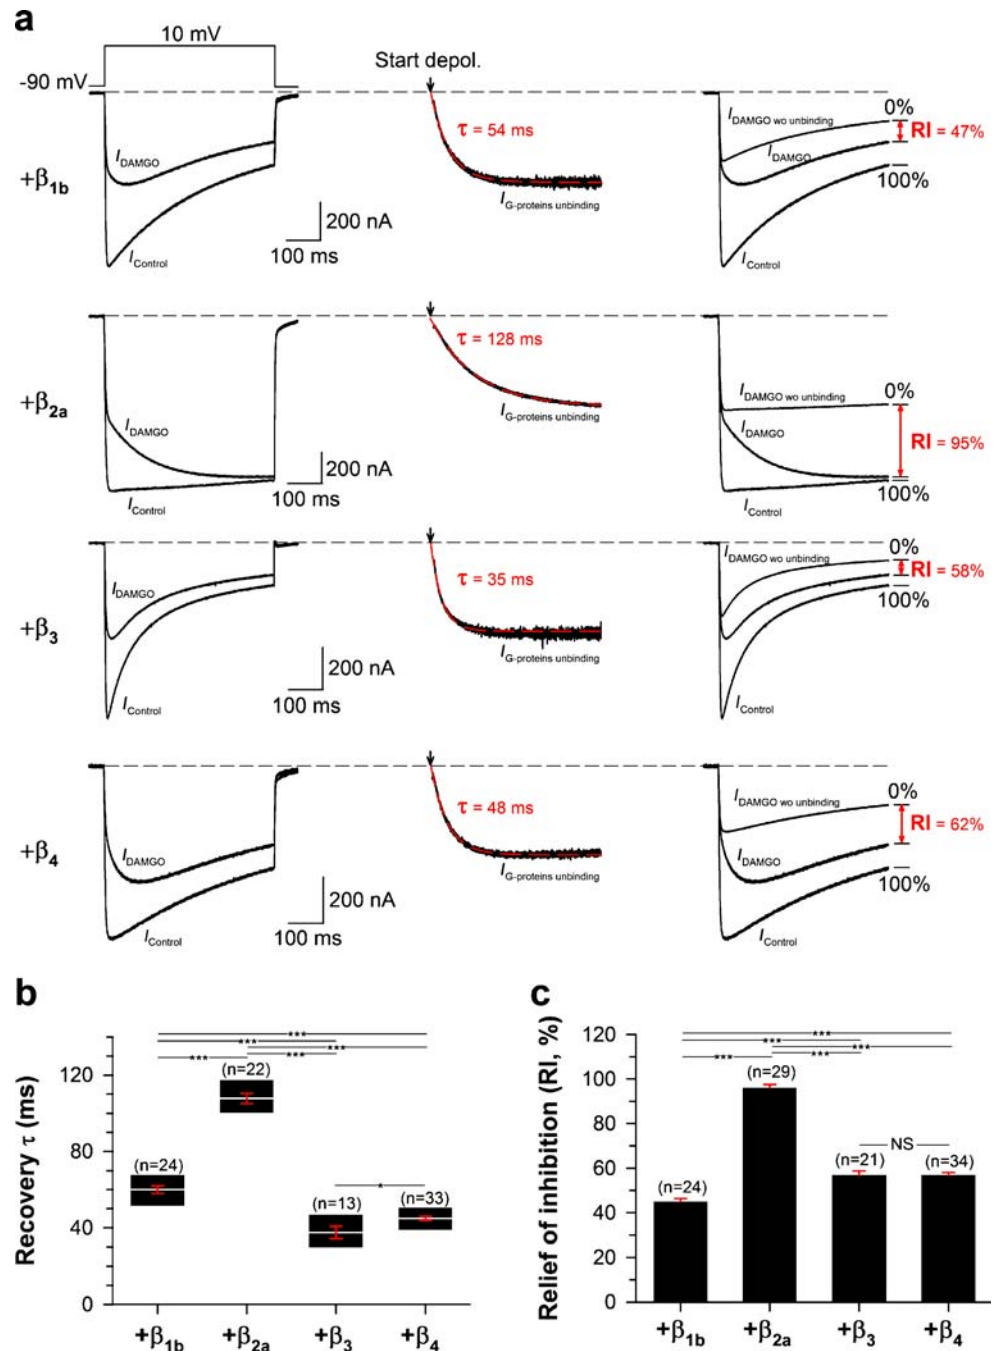 a
10 mV
-90 mV
Start depol.
+β1b
IDAMGO
IControl
200 nA
100 ms
τ = 54 ms
IG-proteins unbinding
IDAMGO wo unbinding
IDAMGO
IControl
0%
RI = 47%
100%
+β2a
IDAMGO
IControl
200 nA
100 ms
τ = 128 ms
IG-proteins unbinding
IDAMGO wo unbinding
IDAMGO
IControl
0%
RI = 95%
100%
+β3
IDAMGO
IControl
200 nA
100 ms
τ = 35 ms
IG-proteins unbinding
IDAMGO wo unbinding
IControl
0%
RI = 58%
100%
+β4
IDAMGO
IControl
200 nA
100 ms
τ = 48 ms
IG-proteins unbinding
IDAMGO wo unbinding
IDAMGO
IControl
0%
RI = 62%
100%
b
Recovery τ (ms)
120
80
40
0
***
***
***
*** ***
(n=24)
(n=22)
(n=13)
(n=33)
*
+β1b +β2a +β3 +β4
c
Relief of inhibition (RI, %)
120
100
80
60
40
20
0
***
***
***
*** ***
(n=24)
(n=29)
(n=21)
(n=34)
NS
+β1b +β2a +β3 +β4